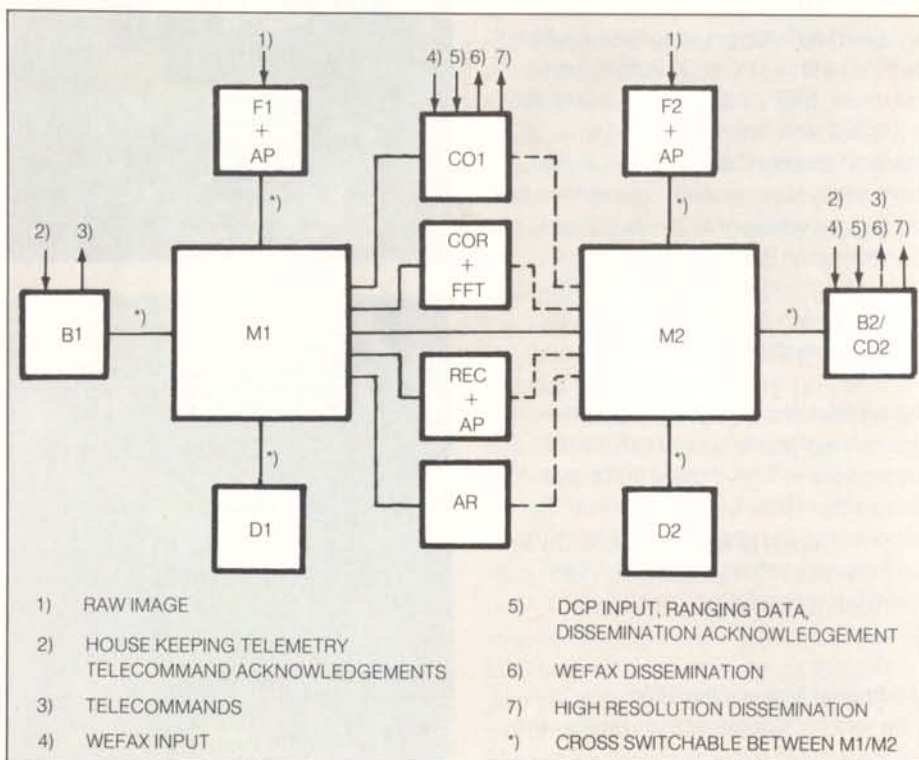 1)
4) 5) 6) 7)
1)
F1
+
AP
CO1
F2
+
AP
*)
*)
2) 3)
COR
+
FFT
2) 3)
4) 5) 6) 7)
B1
*)
M1
M2
*)
B2/
CD2
REC
+
AP
*)
*)
D1
AR
D2
1) RAW IMAGE
2) HOUSE KEEPING TELEMETRY
TELECOMMAND ACKNOWLEDGEMENTS
3) TELECOMMANDS
4) WEFAX INPUT
5) DCP INPUT, RANGING DATA,
DISSEMINATION ACKNOWLEDGEMENT
6) WEFAX DISSEMINATION
7) HIGH RESOLUTION DISSEMINATION
*) CROSS SWITCHABLE BETWEEN M1/M2